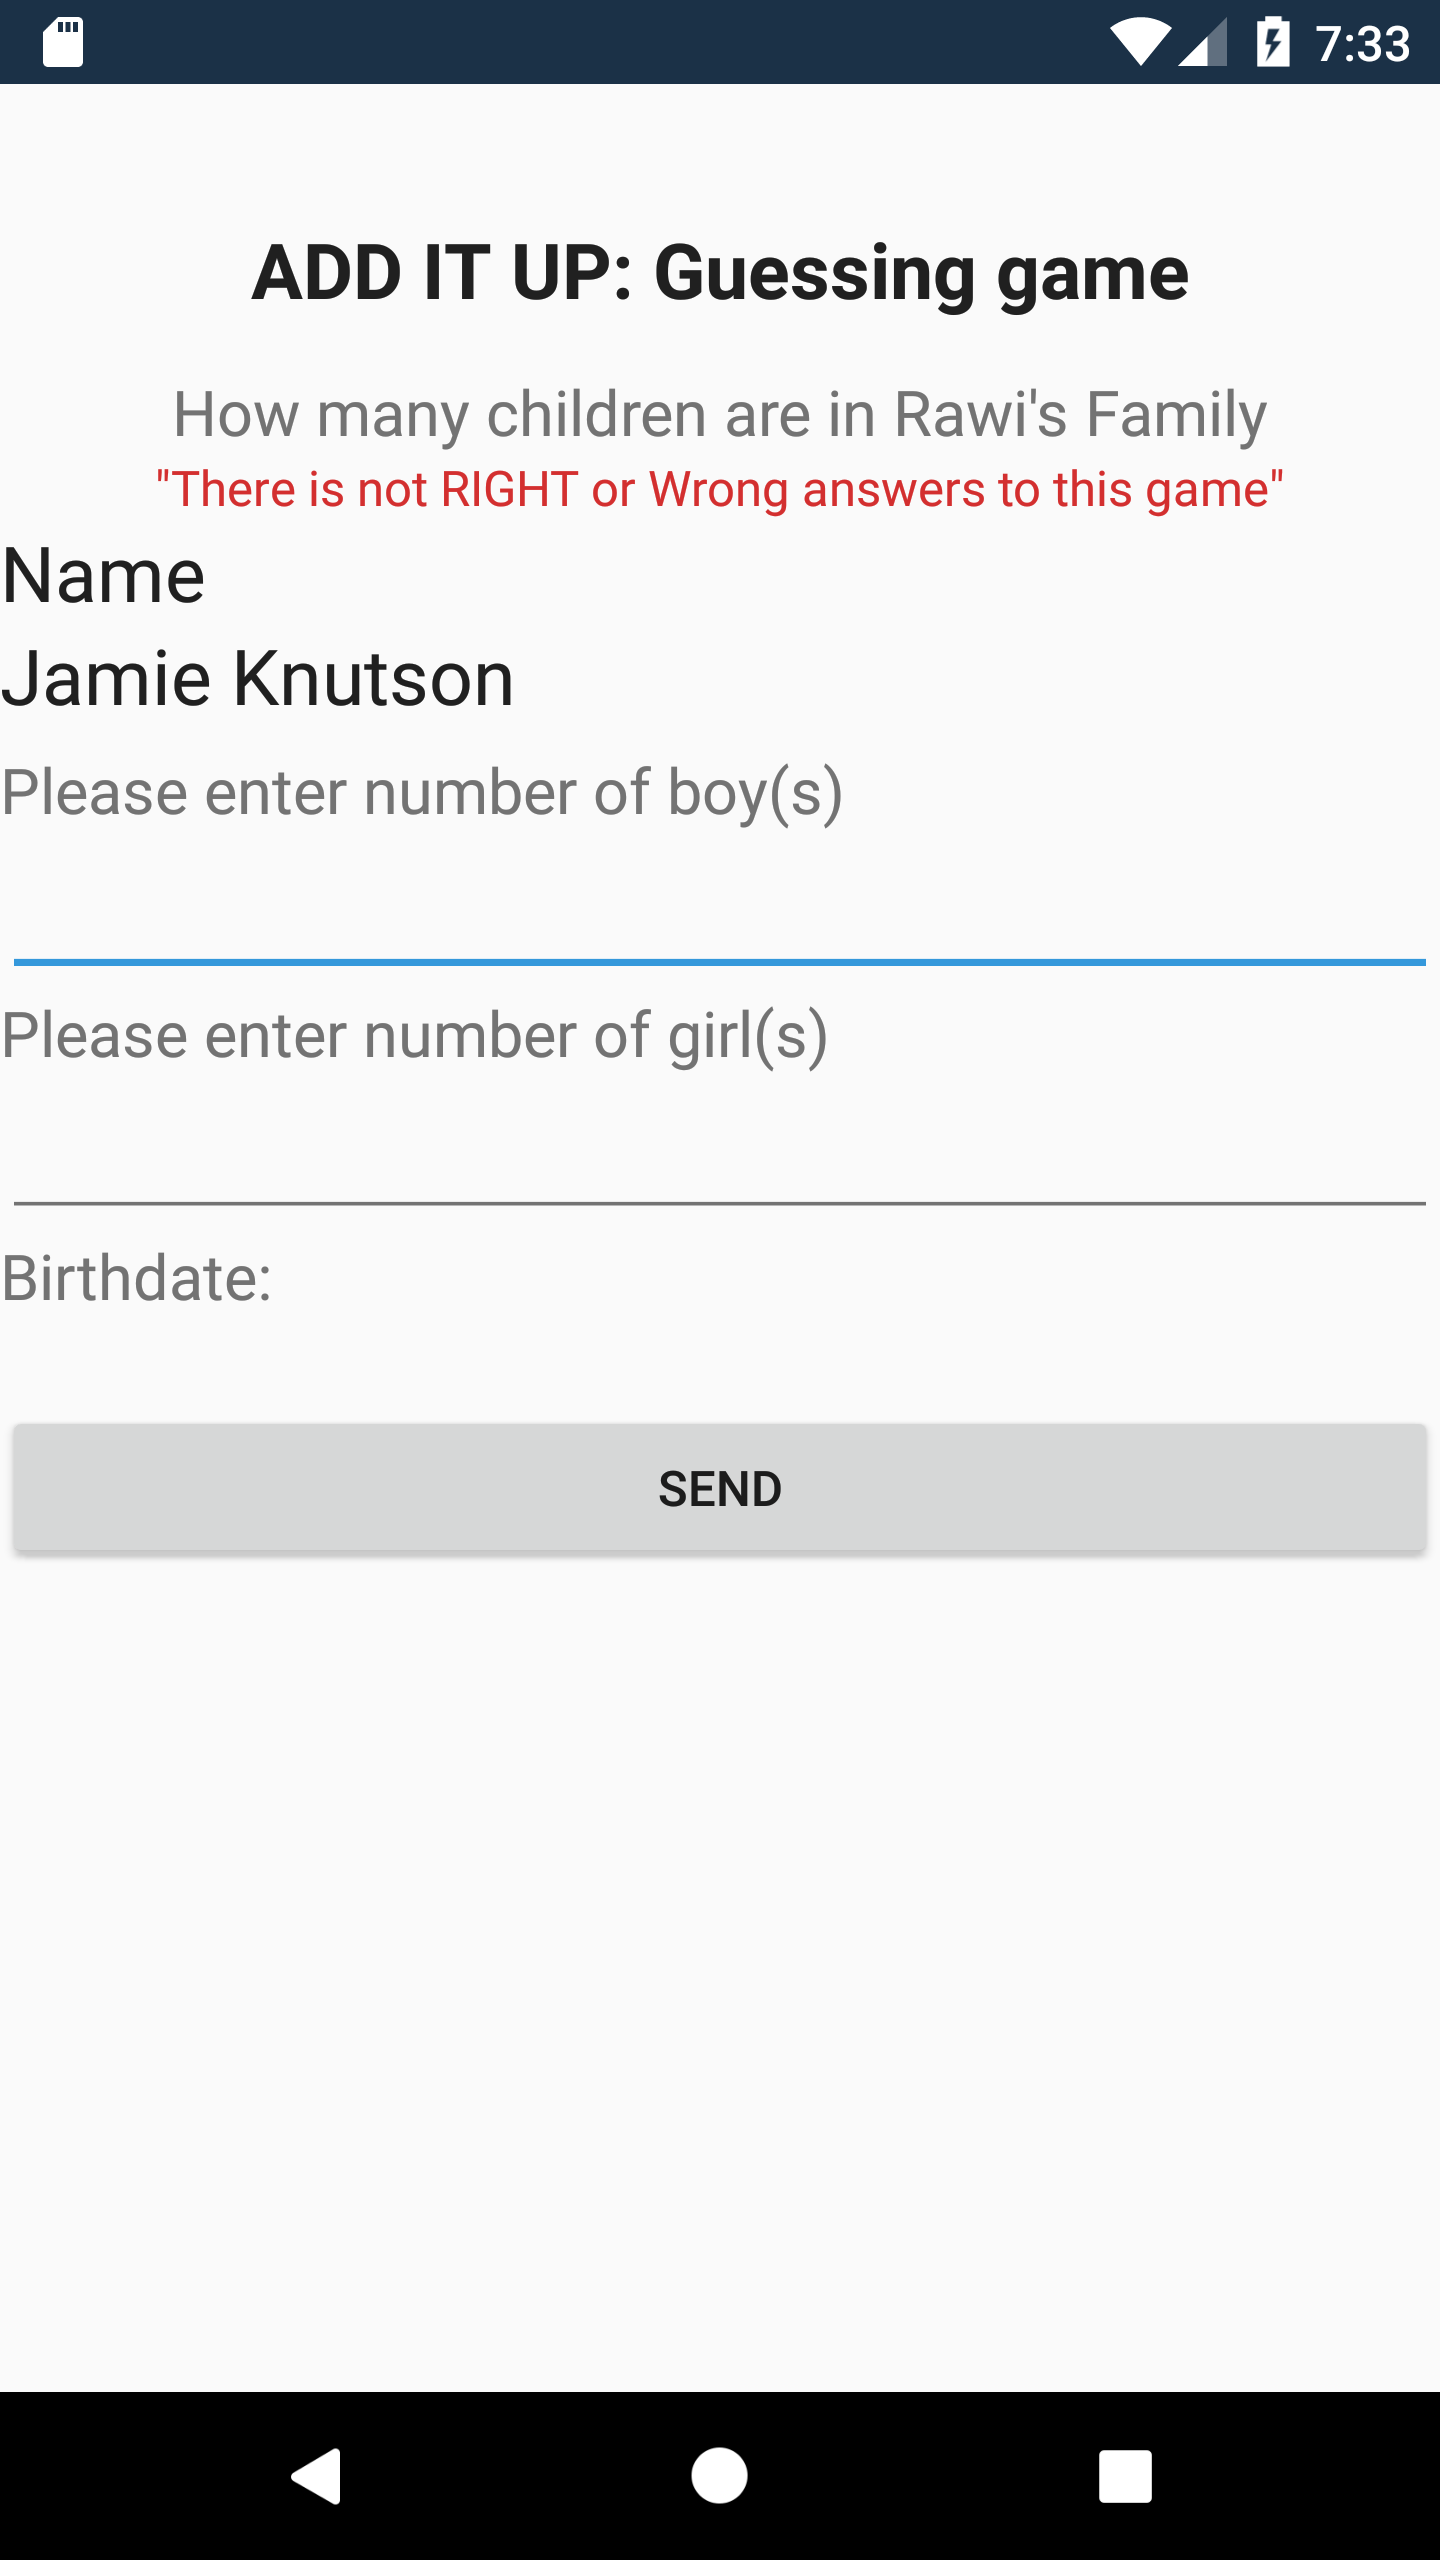 7:33
ADD IT UP: Guessing game
How many children are in Rawi's Family
"There is not RIGHT or Wrong answers to this game"
Name
Jamie Knutson
Please enter number of boy(s)
Please enter number of girl(s)
Birthdate:
SEND